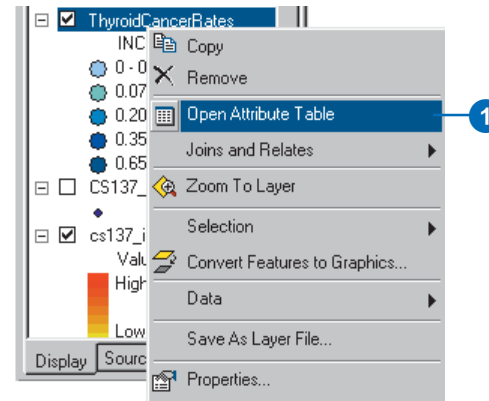 ThyroidCancerRates
INC
0 - 0
0.07
0.20
0.35
0.65
CS137_
cs137_i
Valu
High
Low
Display Sourc
Copy
Remove
Open Attribute Table
1
Joins and Relates
Zoom To Layer
Selection
Convert Features to Graphics...
Data
Save As Layer File...
Properties...